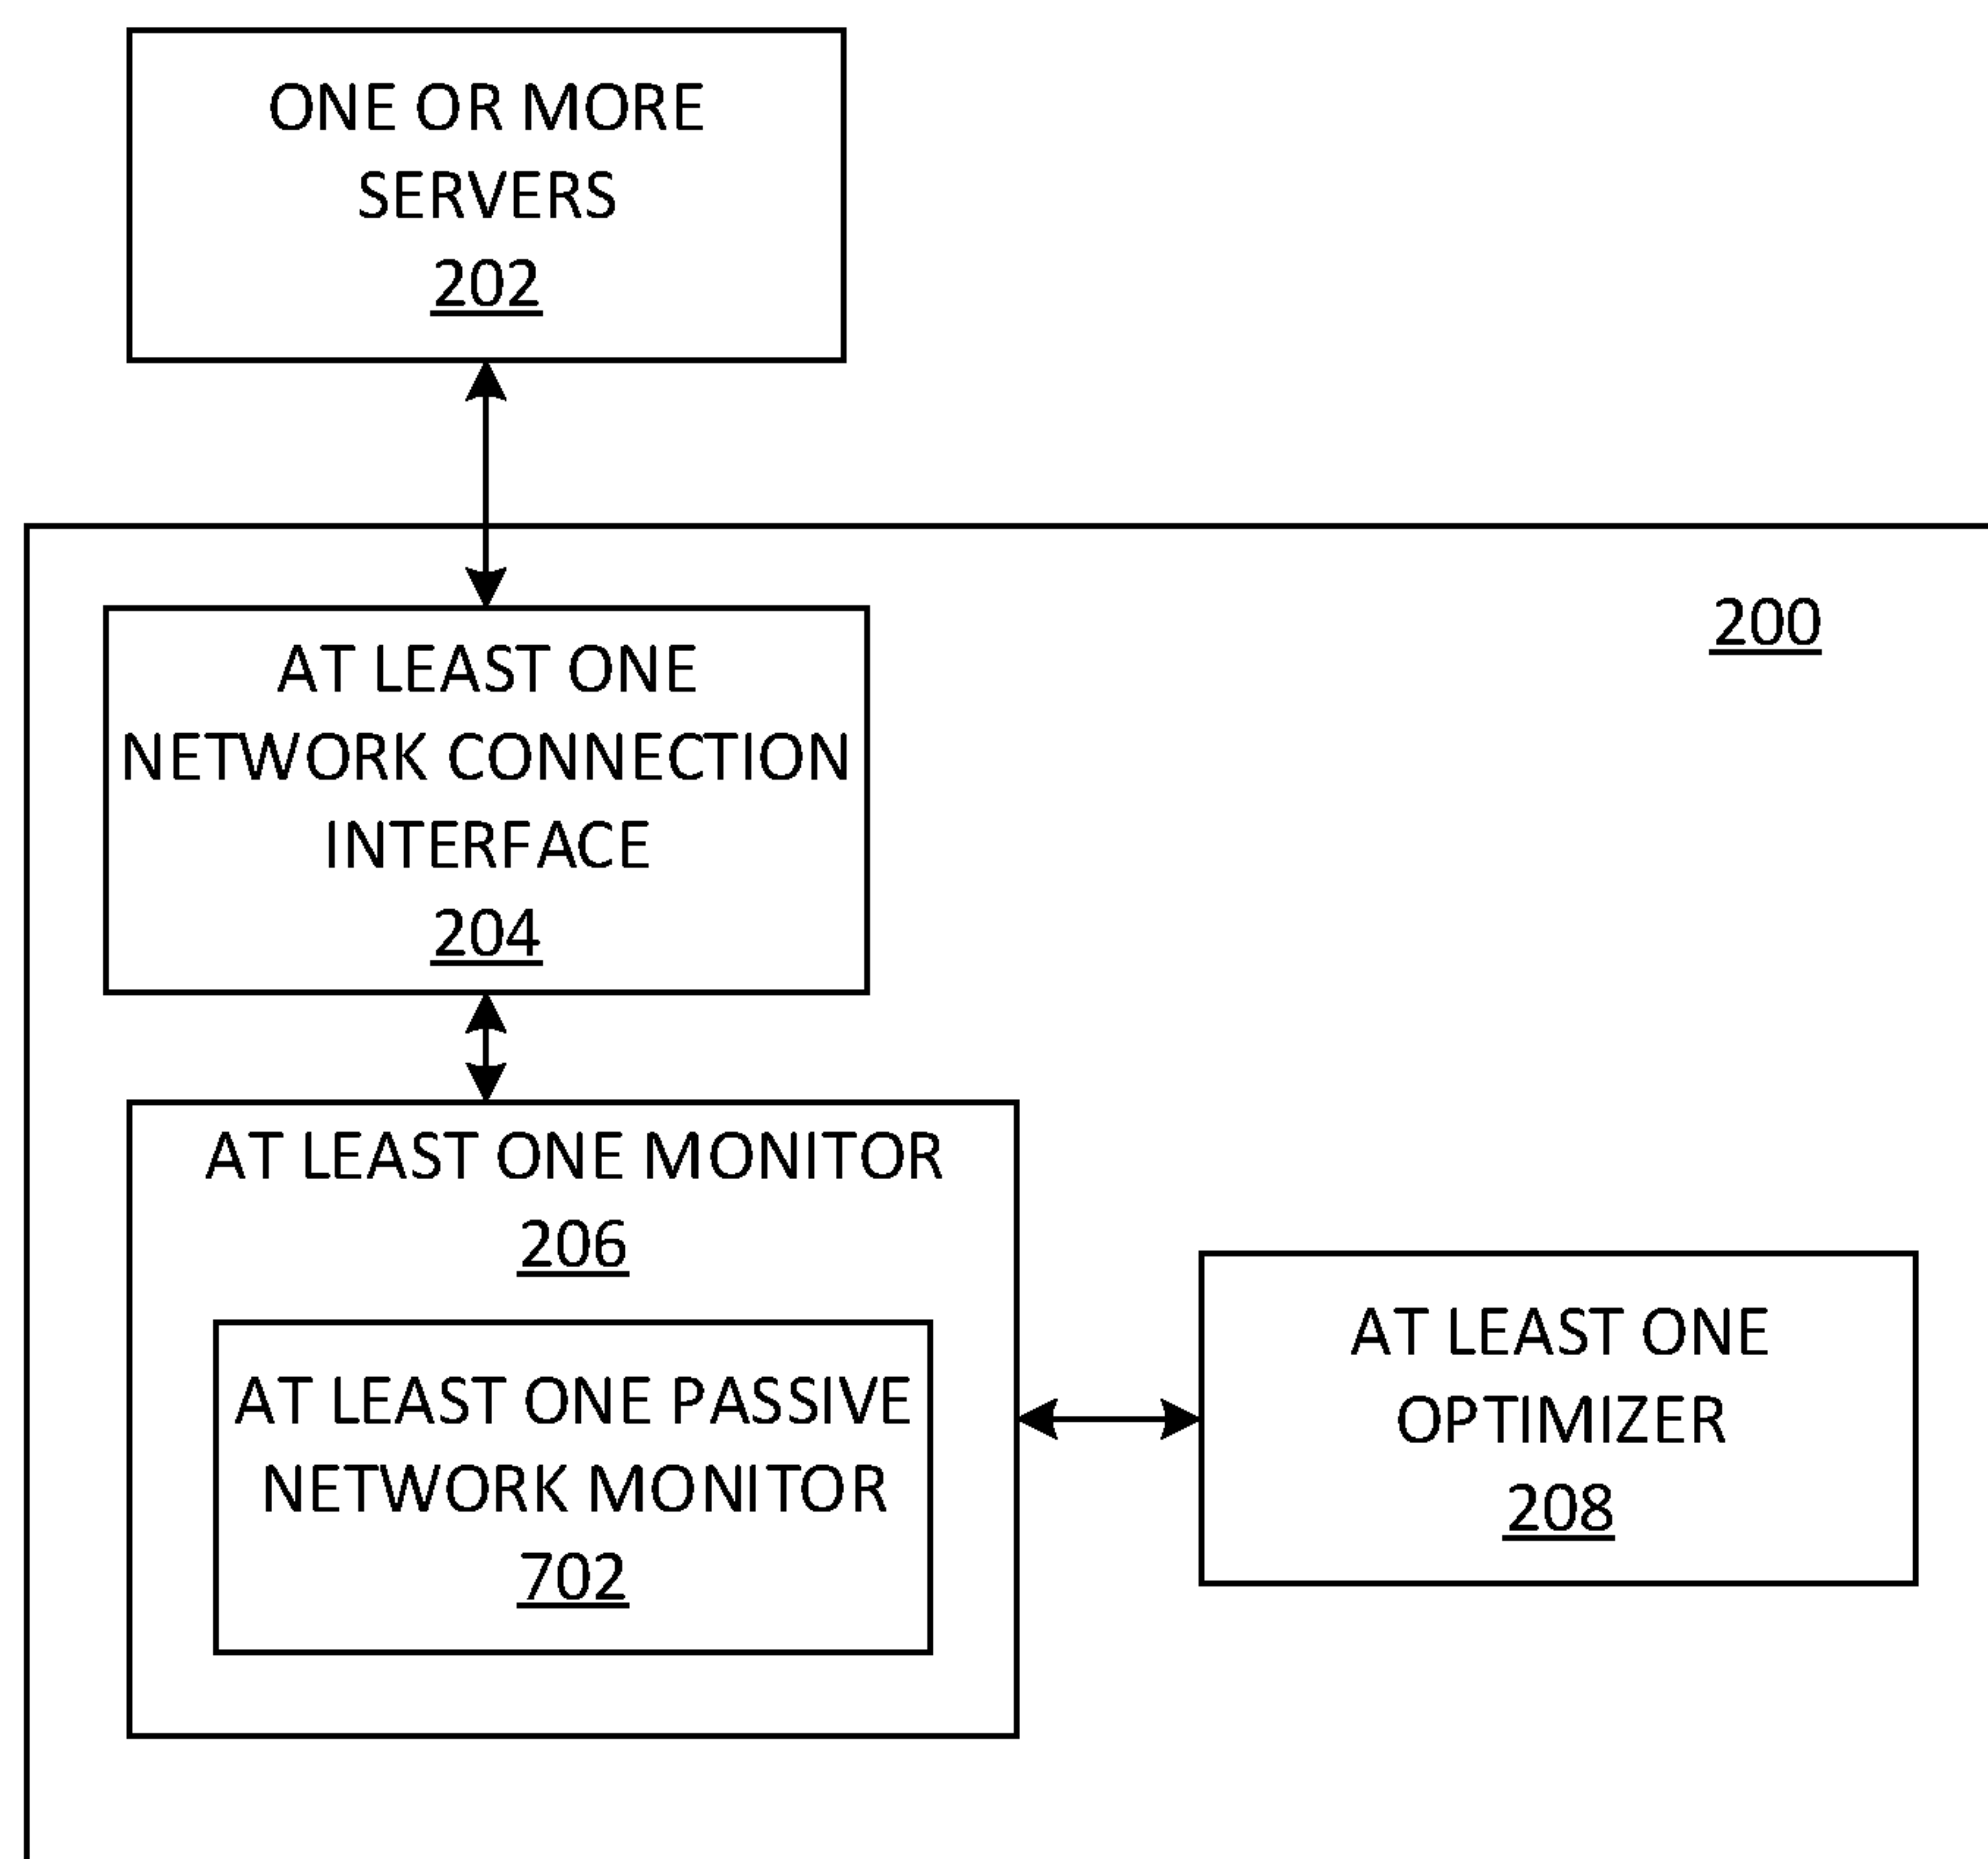 ONE OR MORE
SERVERS
202
200
AT LEAST ONE
NETWORK CONNECTION
INTERFACE
204
AT LEAST ONE MONITOR
206
AT LEAST ONE PASSIVE
NETWORK MONITOR
702
AT LEAST ONE
OPTIMIZER
208